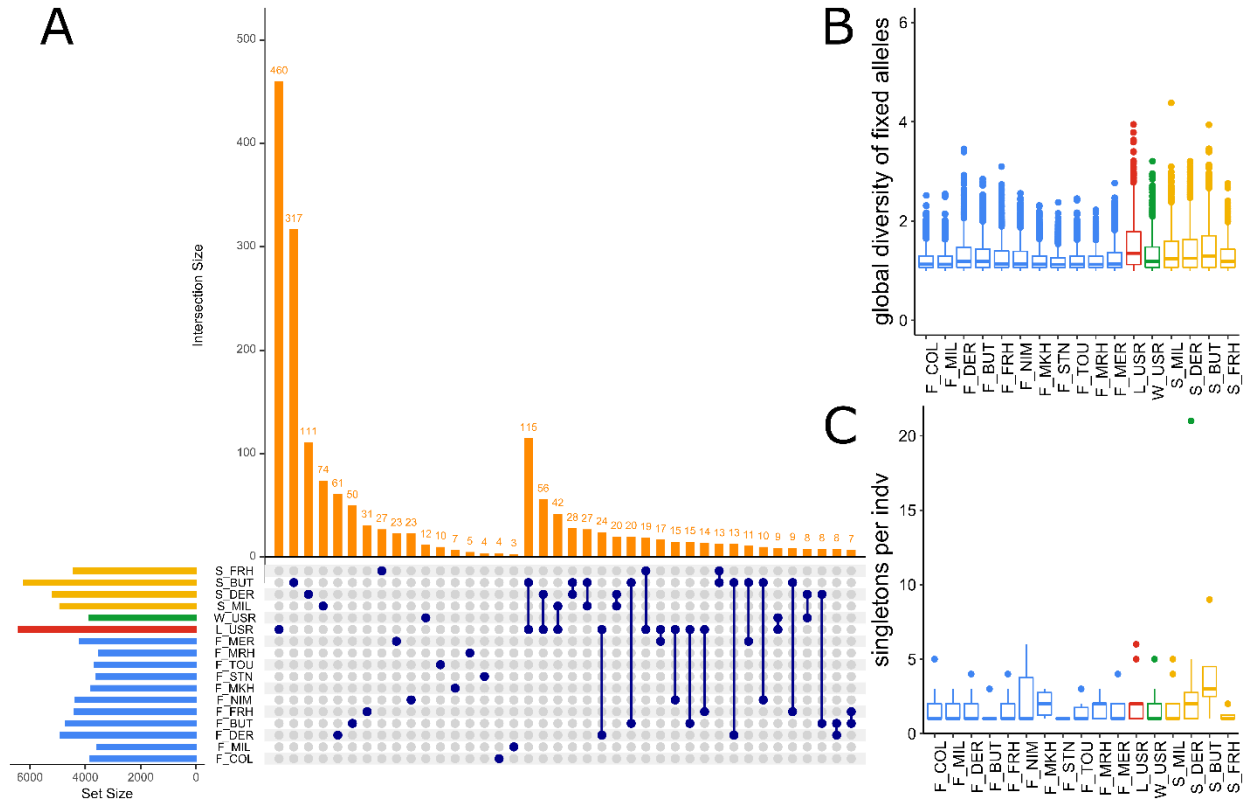 A
500
400
300
200
100
0
Intersection Size
460
317
111
74
61
50
31
27
23
23
12
10
7
5
4
4
3
115
56
42
28
27
24
20
20
19
17
15
15
14
13
13
11
10
9
9
8
8
8
7
S_FRH
S_BUT
S_DER
S_MIL
W_USR
L_USR
F_MER
F_MRH
F_TOU
F_STN
F_MKH
F_NIM
F_FRH
F_BUT
F_DER
F_MIL
F_COL
6000 4000 2000 0
Set Size
B
global diversity of fixed alleles
6
4
2
0
F_COL
F_MIL
F_DER
F_BUT
F_FRH
F_NIM
F_MKH
F_STN
F_TOU
F_MRH
F_MER
L_USR
W_USR
S_MIL
S_DER
S_BUT
S_FRH
C
singletons per indv
20
15
10
5
0
F_COL
F_MIL
F_DER
F_BUT
F_FRH
F_NIM
F_MKH
F_STN
F_TOU
F_MRH
F_MER
L_USR
W_USR
S_MIL
S_DER
S_BUT
S_FRH